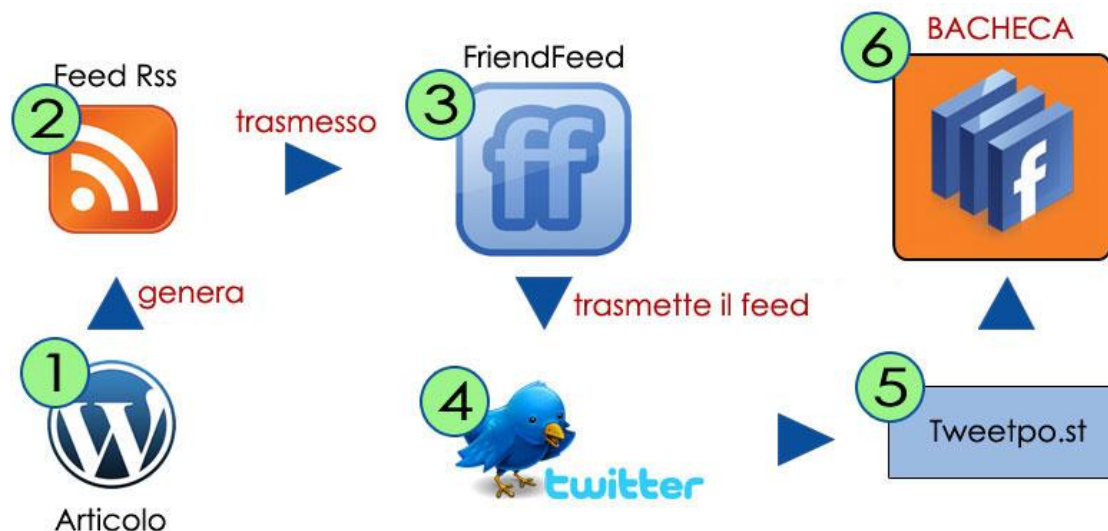 1
Articolo
genera
2
Feed Rss
trasmesso
3
FriendFeed
ff
trasmette il feed
4
twitter
5
Tweetpo.st
6
BACHECA
f